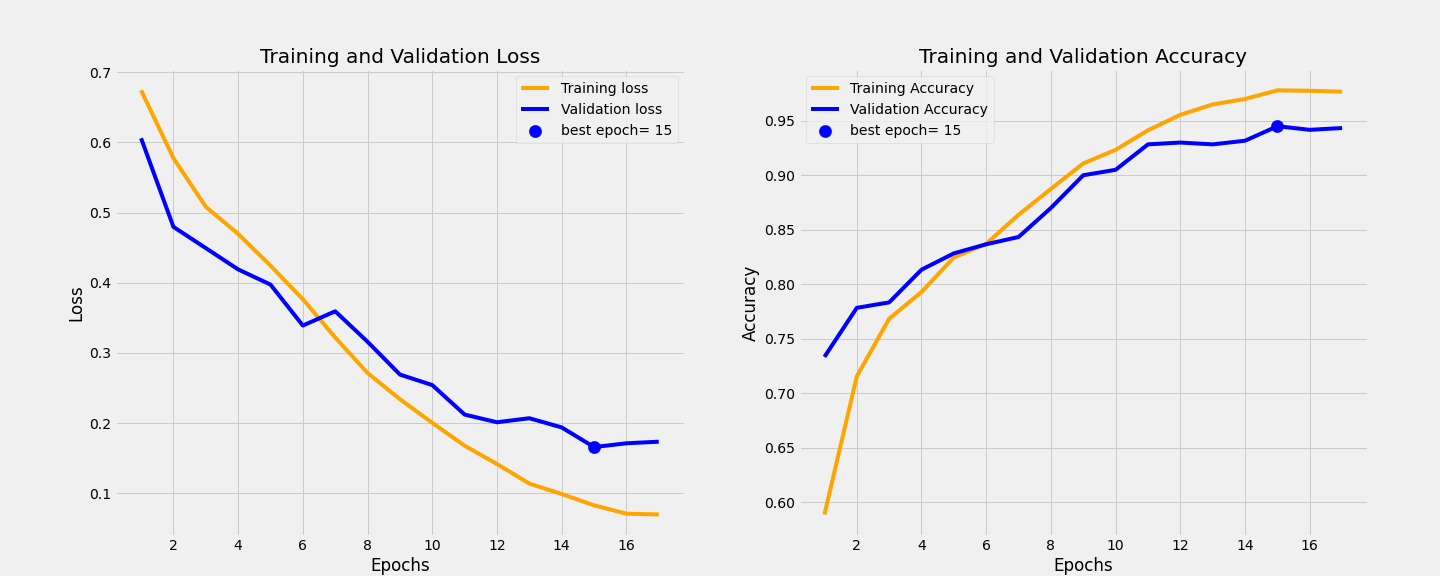 Training and Validation Loss
Training loss
Validation loss
best epoch= 15
0.7
0.6
0.5
0.4
0.3
0.2
0.1
Loss
2 4 6 8 10 12 14 16
Epochs
Training and Validation Accuracy
Training Accuracy
Validation Accuracy
best epoch= 15
0.95
0.90
0.85
0.80
0.75
0.70
0.65
0.60
Accuracy
2 4 6 8 10 12 14 16
Epochs